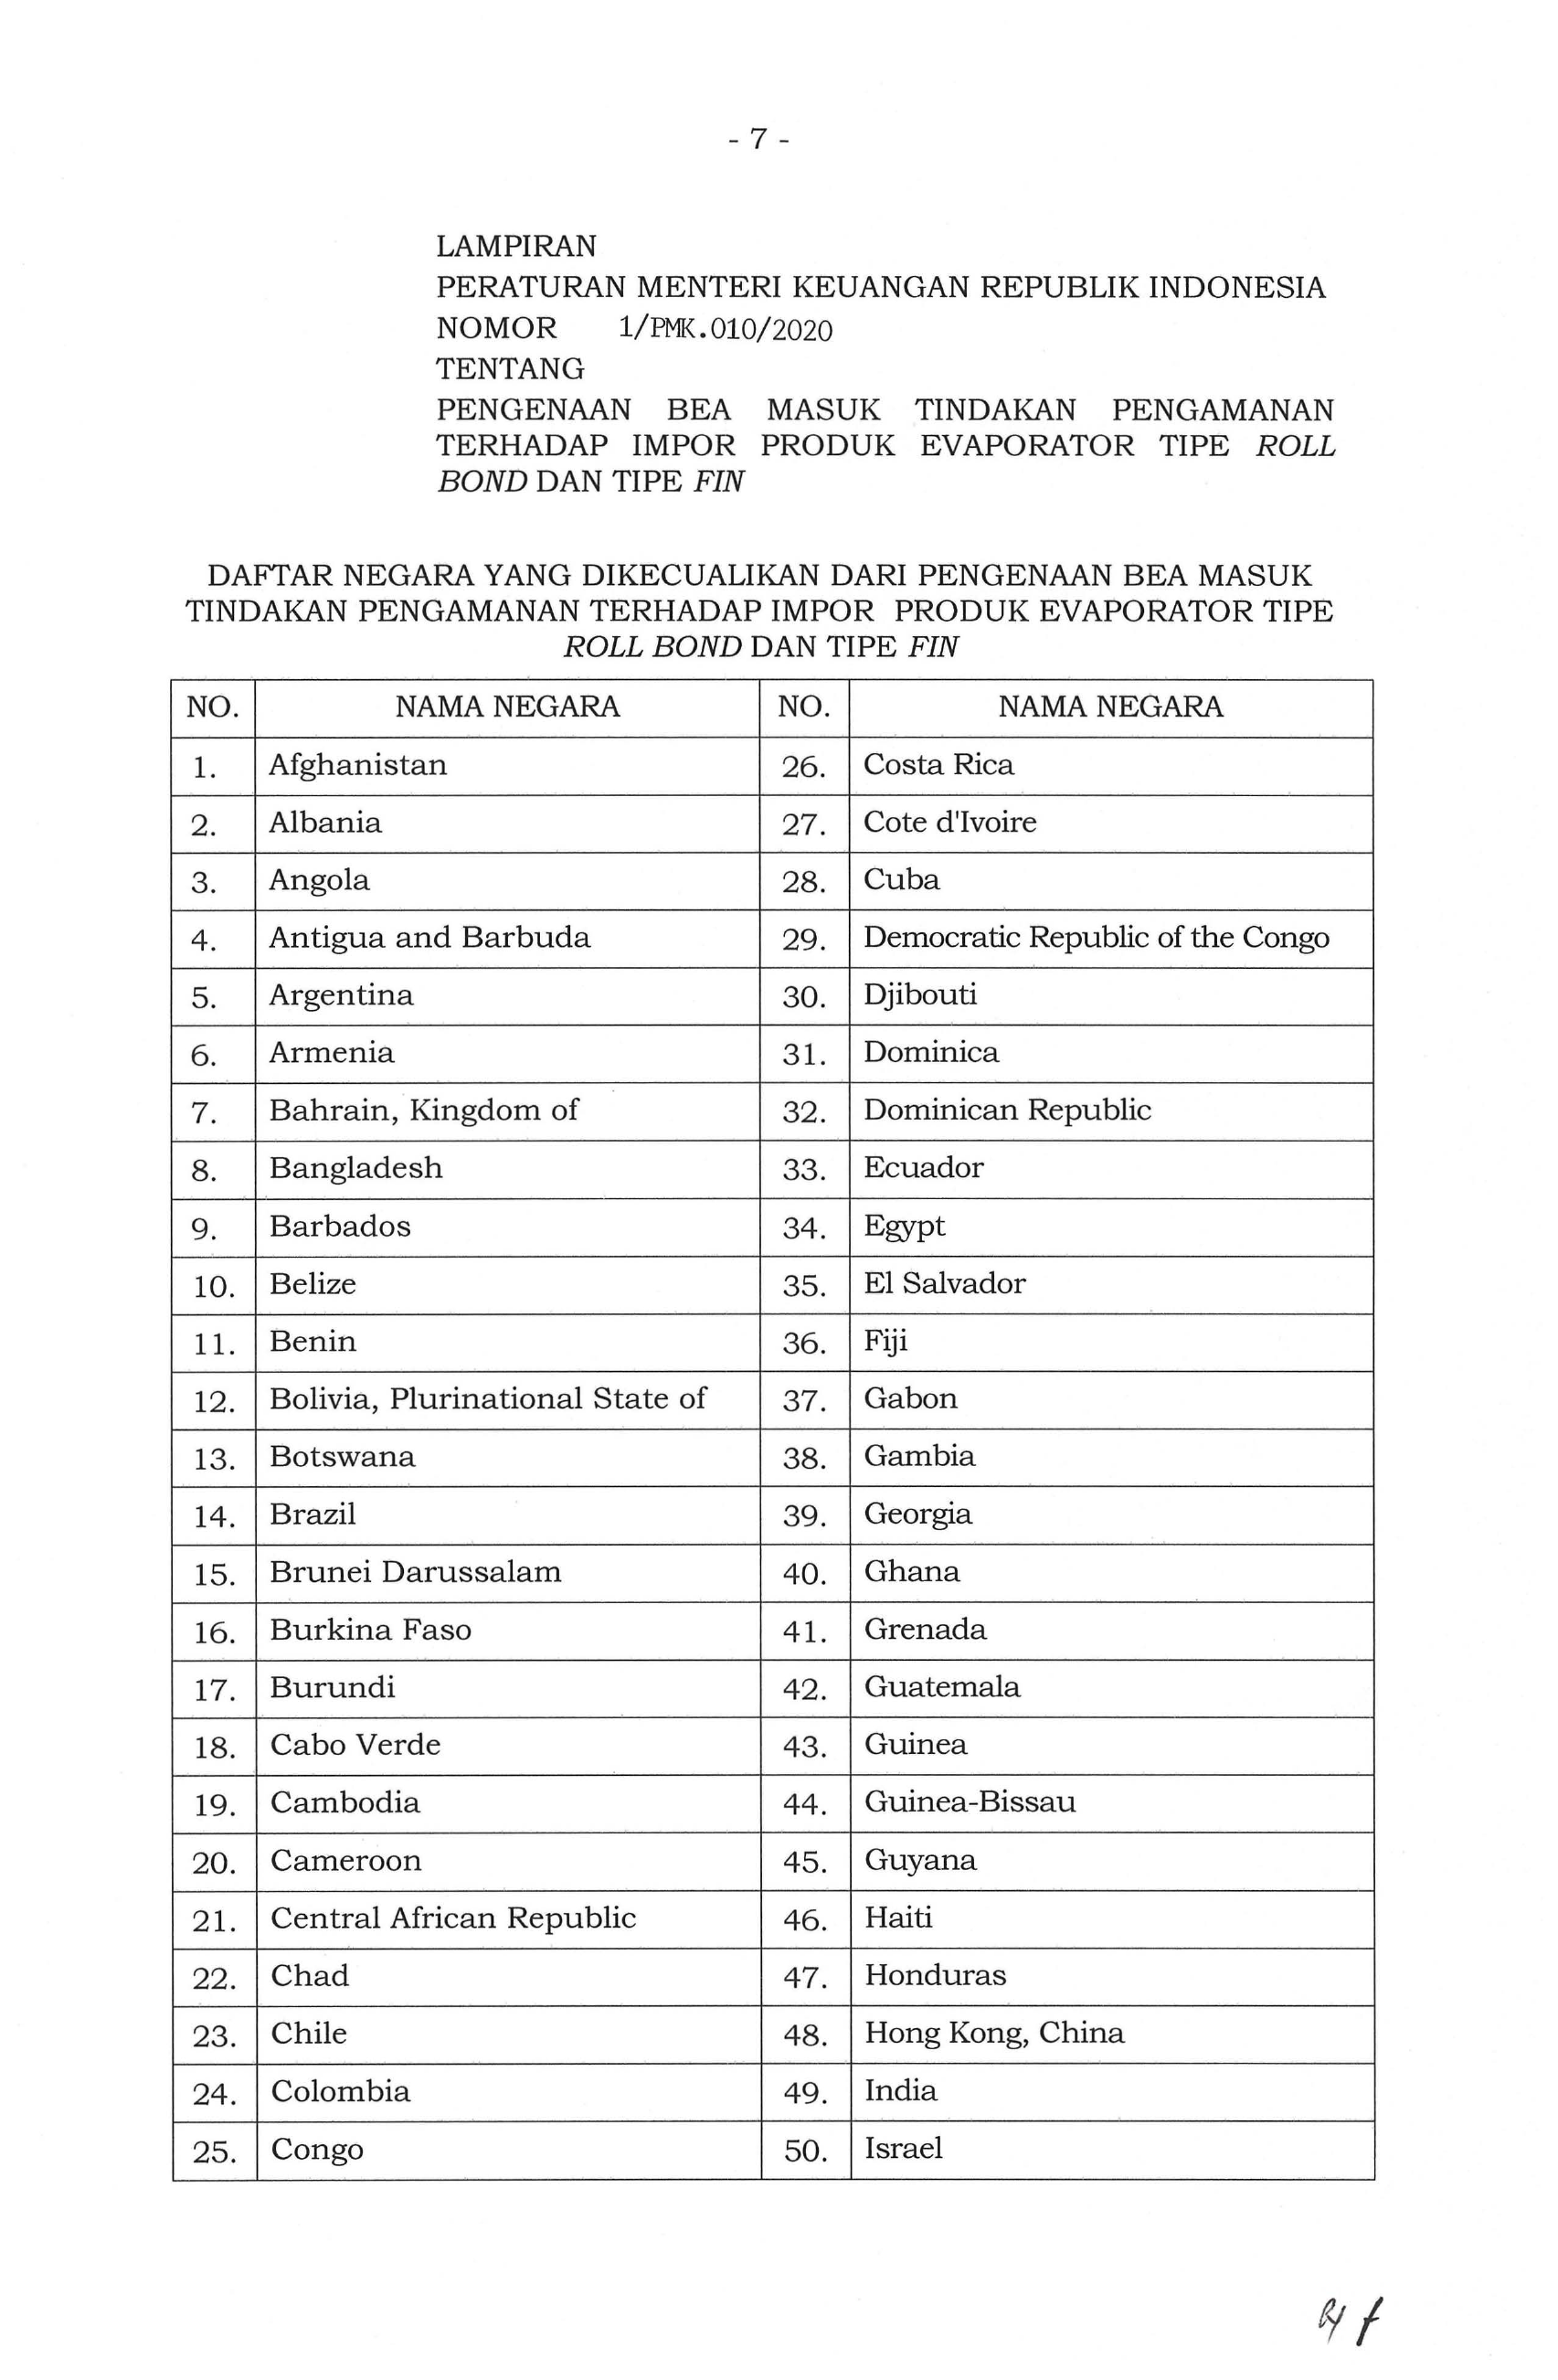 - 7 -
LAMPIRAN
PERATURAN MENTERI KEUANGAN REPUBLIK INDONESIA
NOMOR 1/PMK.010/2020
TENTANG
PENGENAAN BEA MASUK TINDAKAN PENGAMANAN
TERHADAP IMPOR PRODUK EVAPORATOR TIPE ROLL
BOND DAN TIPE FIN
DAFTAR NEGARA YANG DIKECUALIKAN DARI PENGENAAN BEA MASUK
TINDAKAN PENGAMANAN TERHADAP IMPOR PRODUK EVAPORATOR TIPE
ROLL BOND DAN TIPE FIN
NO. NAMA NEGARA NO. NAMA NEGARA
1. Afghanistan 26. Costa Rica
2. Albania 27. Cote d'Ivoire
3. Angola 28. Cuba
4. Antigua and Barbuda 29. Democratic Republic of the Congo
5. Argentina 30. Djibouti
6. Armenia 31. Dominica
7. Bahrain, Kingdom of 32. Dominican Republic
8. Bangladesh 33. Ecuador
9. Barbados 34. Egypt
10. Belize 35. El Salvador
11. Benin 36. Fiji
12. Bolivia, Plurinational State of 37. Gabon
13. Botswana 38. Gambia
14. Brazil 39. Georgia
15. Brunei Darussalam 40. Ghana
16. Burkina Faso 41. Grenada
17. Burundi 42. Guatemala
18. Cabo Verde 43. Guinea
19. Cambodia 44. Guinea-Bissau
20. Cameroon 45. Guyana
21. Central African Republic 46. Haiti
22. Chad 47. Honduras
23. Chile 48. Hong Kong, China
24. Colombia 49. India
25. Congo 50. Israel